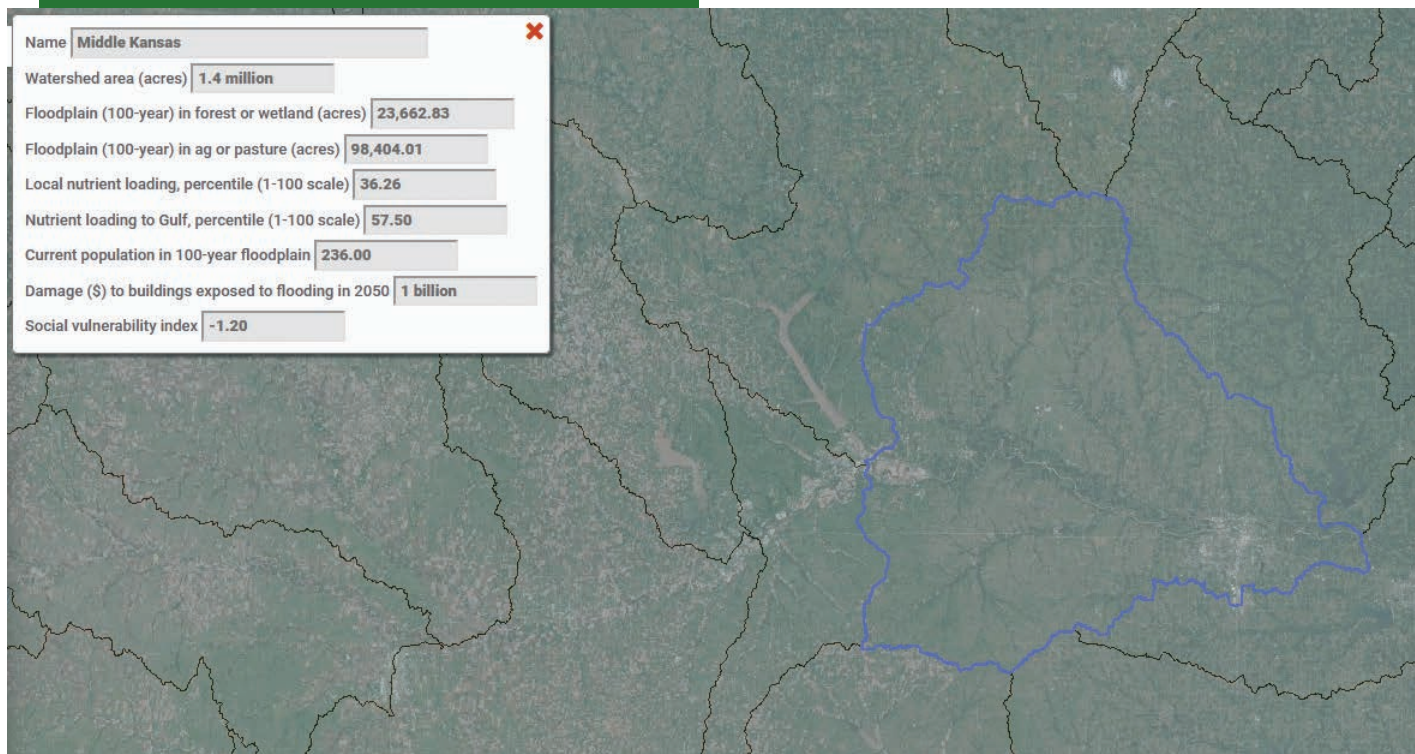 Name Middle Kansas
Watershed area (acres) 1.4 million
Floodplain (100-year) in forest or wetland (acres) 23,662.83
Floodplain (100-year) in ag or pasture (acres) 98,404.01
Local nutrient loading, percentile (1-100 scale) 36.26
Nutrient loading to Gulf, percentile (1-100 scale) 57.50
Current population in 100-year floodplain 236.00
Damage ($) to buildings exposed to flooding in 2050 1 billion
Social vulnerability index -1.20